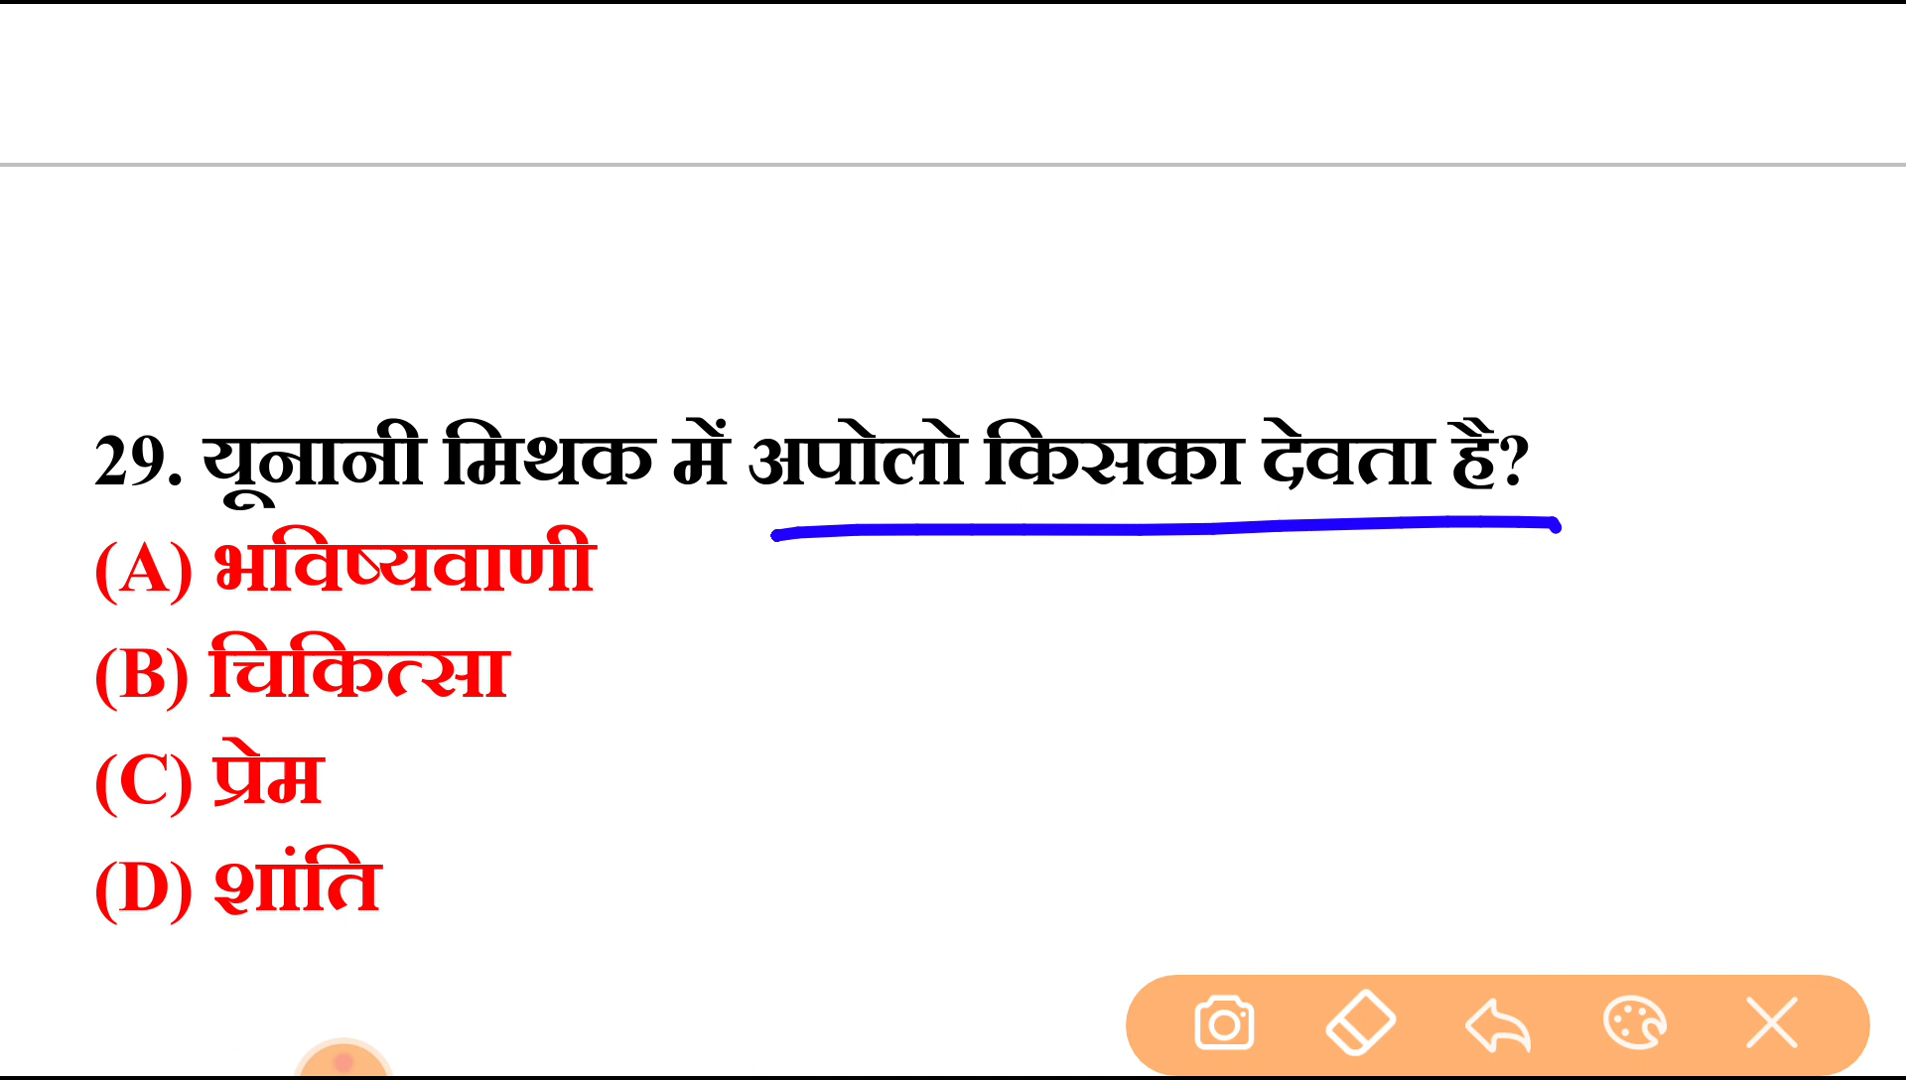 29. यूनानी मिथक में अपोलो किसका देवता है?
(A) भविष्यवाणी
(B) चिकित्सा
(C) प्रेम
(D) शांति